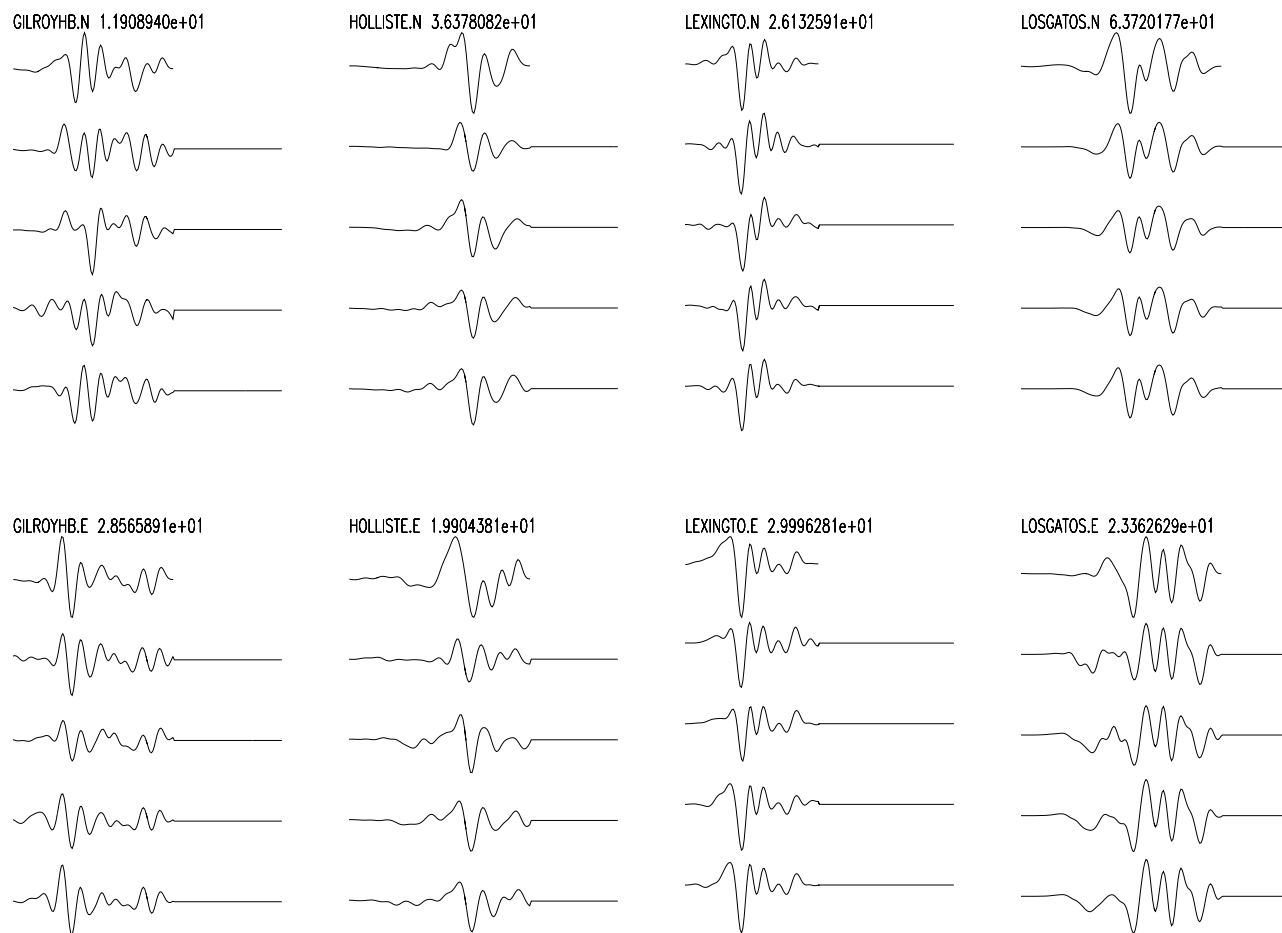 GILROYHB.N 1.1908940e+01
HOLLISTE.N 3.6378082e+01
LEXINGTO.N 2.6132591e+01
LOSGATOS.N 6.3720177e+01
GILROYHB.E 2.8565891e+01
HOLLISTE.E 1.9904381e+01
LEXINGTO.E 2.9996281e+01
LOSGATOS.E 2.3362629e+01